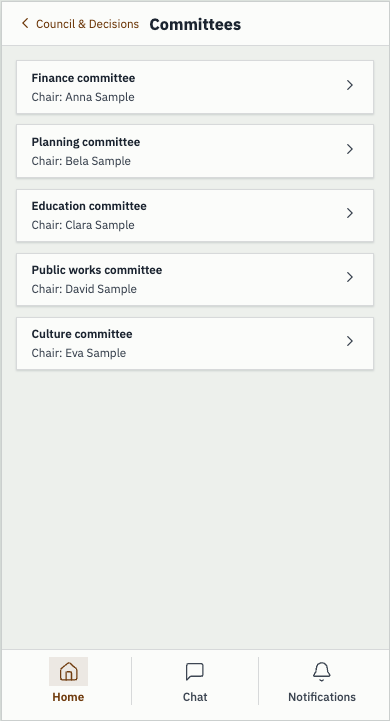 Council & Decisions Committees
Finance committee
Chair: Anna Sample
Planning committee
Chair: Bela Sample
Education committee
Chair: Clara Sample
Public works committee
Chair: David Sample
Culture committee
Chair: Eva Sample
Home Chat Notifications